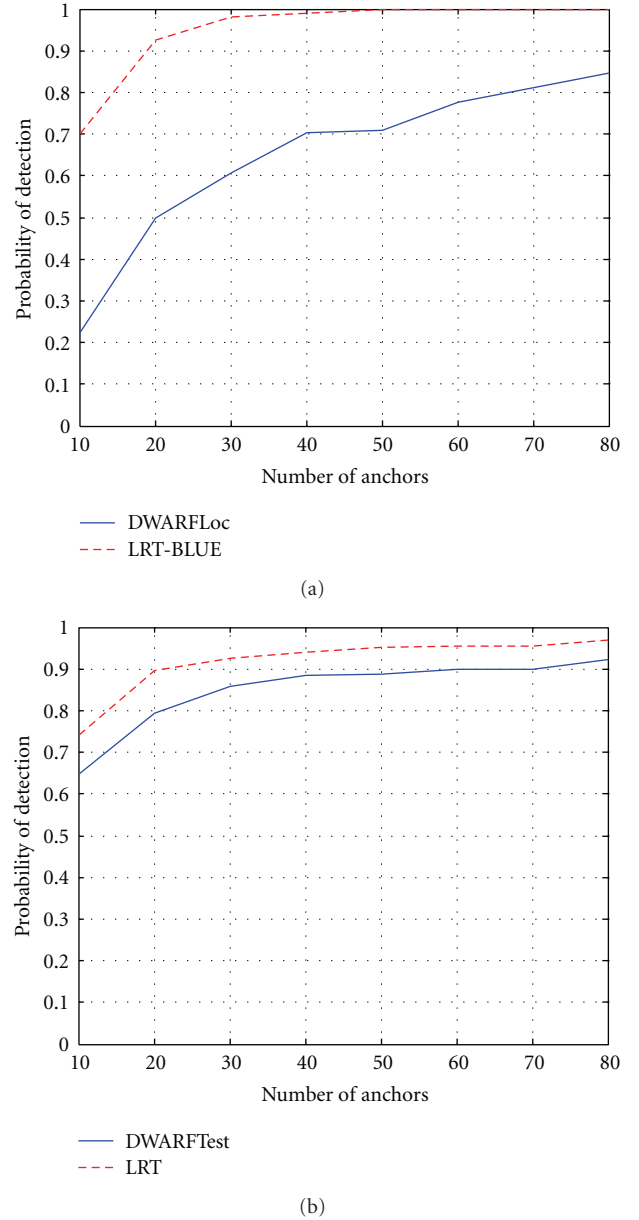 1
0.9
0.8
0.7
0.6
0.5
0.4
0.3
0.2
0.1
0
Probability of detection
10 20 30 40 50 60 70 80
Number of anchors
DWARFLoc
LRT-BLUE
(a)
1
0.9
0.8
0.7
0.6
0.5
0.4
0.3
0.2
0.1
0
Probability of detection
10 20 30 40 50 60 70 80
Number of anchors
DWARFTest
LRT
(b)